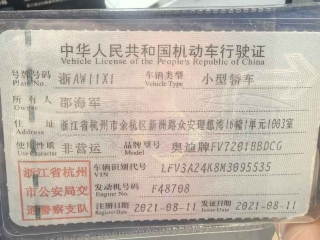 中华人民共和国机动车行驶证
Vehicle License of the People's Republic of China
号牌号码 浙AW11X1 车辆类型 小型轿车
Plate No. Vehicle Type
所有人 邵海军
Owner
住址 浙江省杭州市余杭区新洲路众安理想湾16幢1单元1003室
Address
使用性质 非营运 品牌型号 奥迪牌FV7201BBDCG
Use Character Model
浙江省杭州
市公安局交
通警察支队
车辆识别代号 LFV3A24K8M3095535
VIN
发动机号码 F48708
Engine No.
注册日期 2021-08-11 发证日期 2021-08-11
Register Date Issue Date